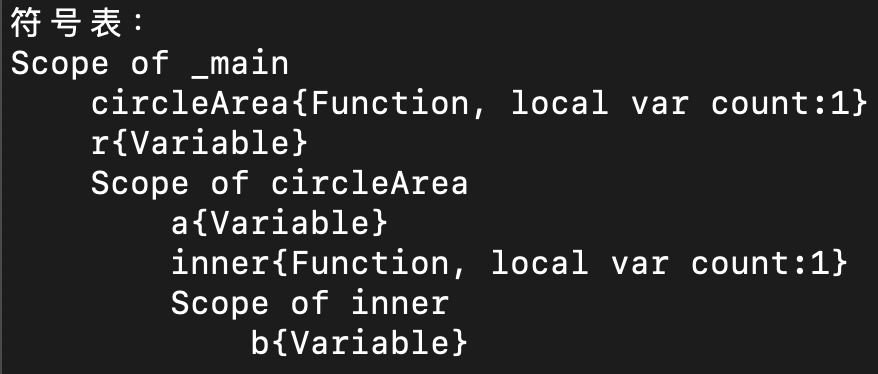 符号表：
Scope of _main
    circleArea{Function, local var count:1}
    r{Variable}
    Scope of circleArea
        a{Variable}
        inner{Function, local var count:1}
        Scope of inner
            b{Variable}